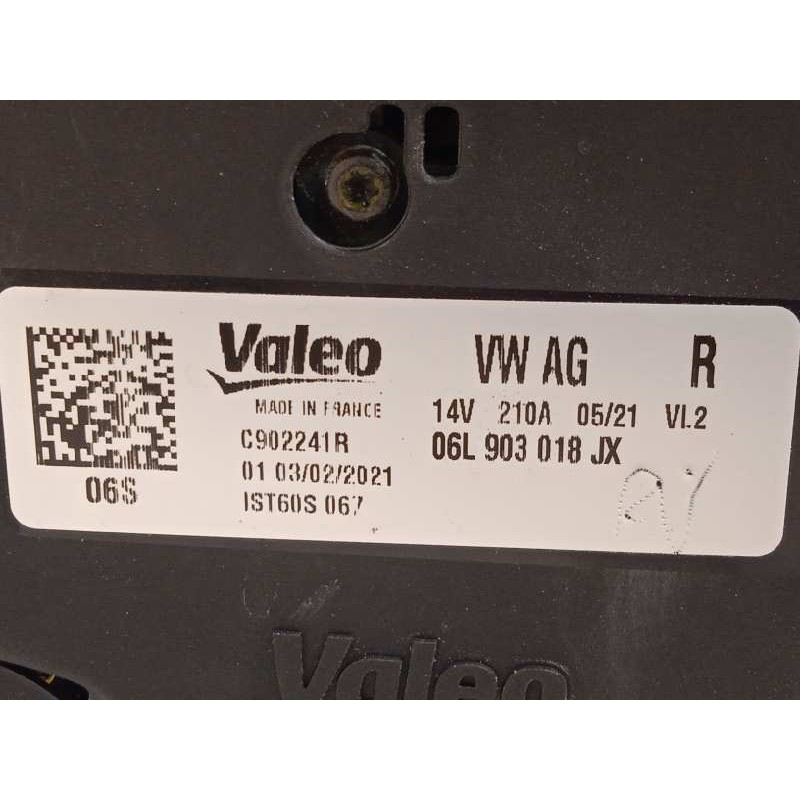 Valeo
MADE IN FRANCE
C902241R
01 03/02/2021
IST60S 067
06S
VW AG R
14V 210A 05/21 VI.2
06L 903 018 JX
Valeo